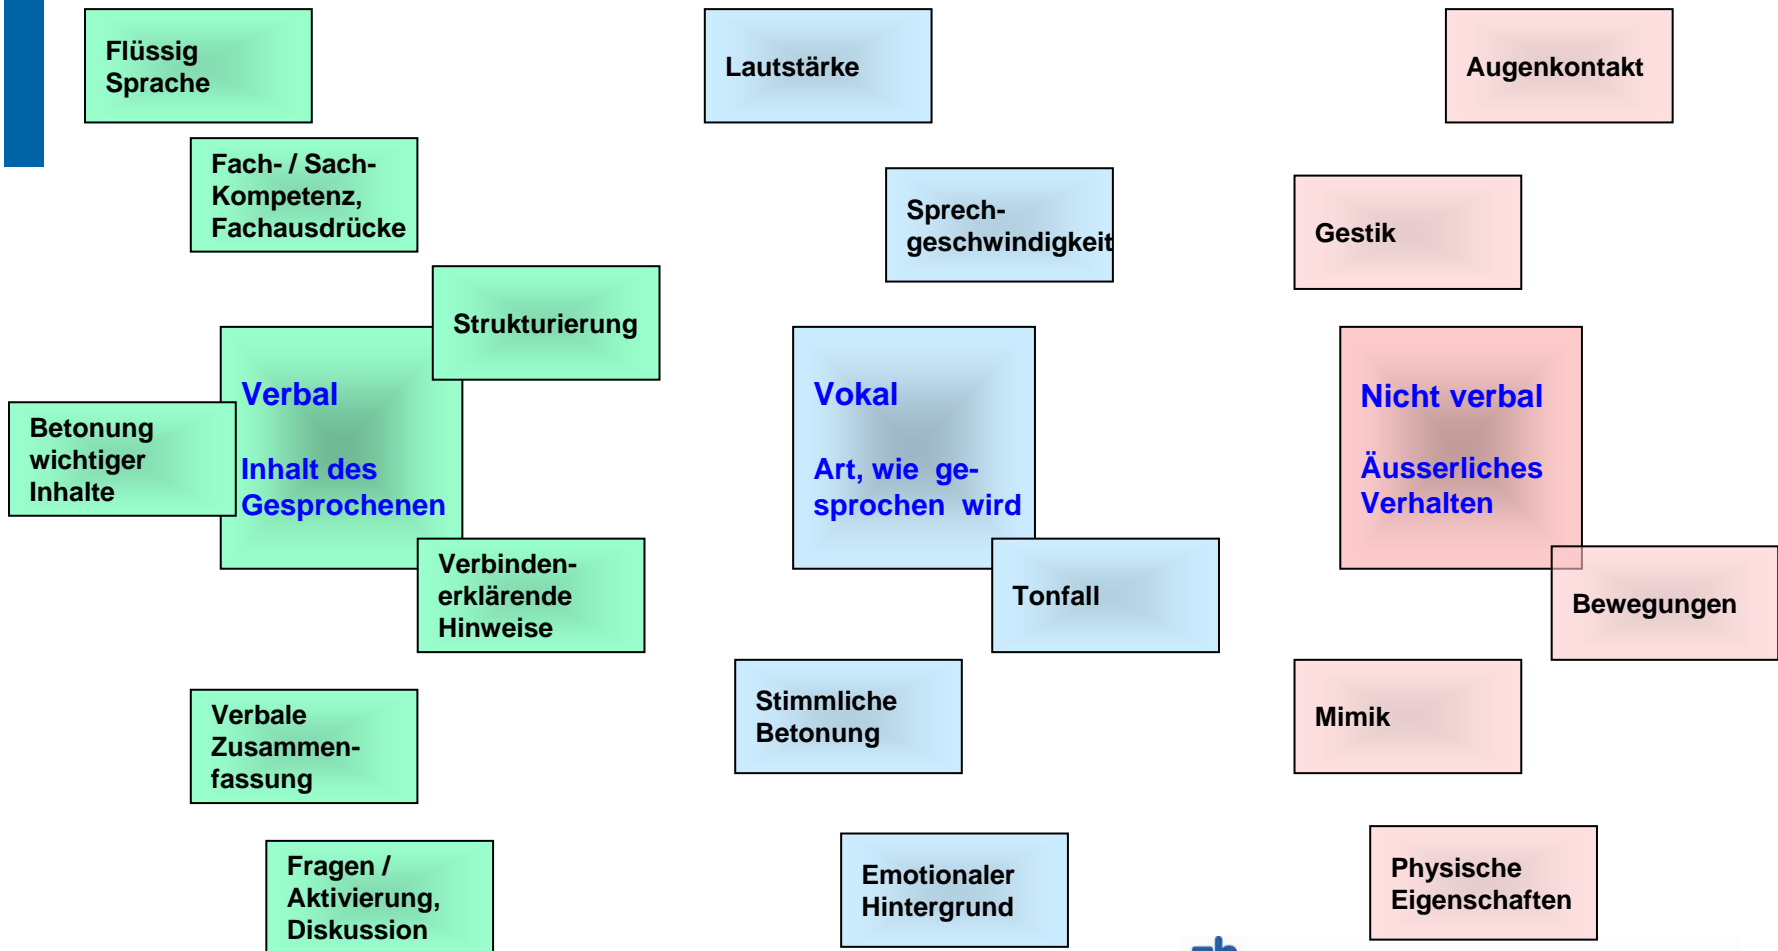 Flüssig
Sprache
Fach- / Sach-
Kompetenz,
Fachausdrücke
Strukturierung
Verbal
Inhalt des
Gesprochenen
Betonung
wichtiger
Inhalte
Verbinden-
erklärende
Hinweise
Verbale
Zusammen-
fassung
Fragen /
Aktivierung,
Diskussion
Lautstärke
Sprech-
geschwindigkeit
Vokal
Art, wie ge-
sprochen wird
Tonfall
Stimmliche
Betonung
Emotionaler
Hintergrund
Augenkontakt
Gestik
Nicht verbal
Äusserliches
Verhalten
Bewegungen
Mimik
Physische
Eigenschaften